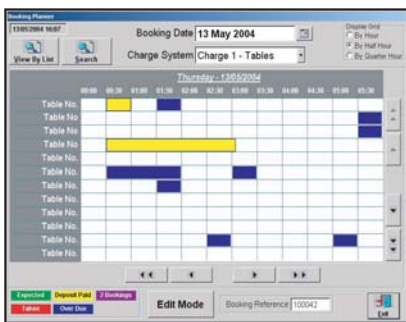 Booking Planner
13/05/2004 16:07
Booking Date 13 May 2004
Display Grid
By Hour
By Half Hour
By Quarter Hour
View By List
Search
Charge System Charge 1 - Tables
Thursday - 13/05/2004
00:00 00:30 01:00 01:30 02:00 02:30 03:00 03:30 04:00 04:30 05:00 05:30
Table No.
Table No
Table No
Table No.
Table No.
Table No.
Table No.
Table No.
Table No.
Table No.
Table No.
Table No.
Expected Deposit Paid 2 Bookings
Taken Over Due
Edit Mode
Booking Reference 100042
Exit